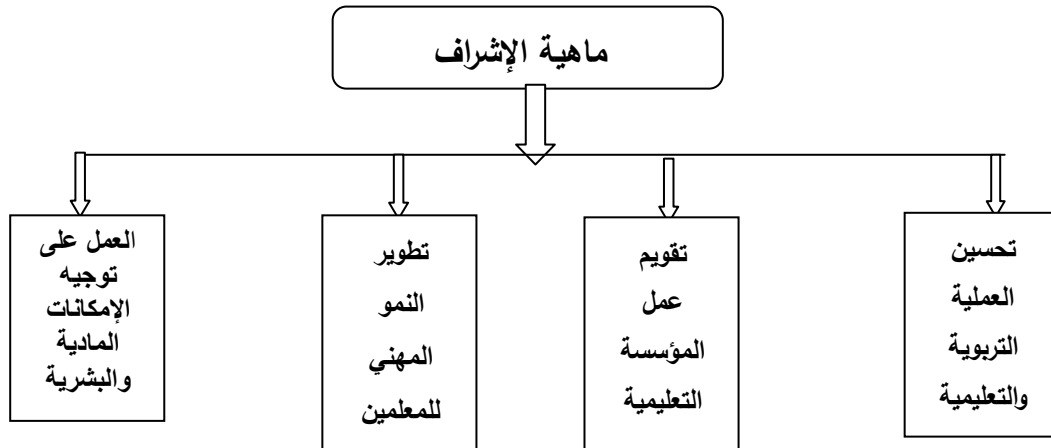 ماهية الإشراف
تحسين
العملية
التربوية
والتعليمية
تقويم
عمل
المؤسسة
التعليمية
تطوير
النمو
المهني
للمعلمين
العمل على
توجيه
الإمكانات
المادية
والبشرية